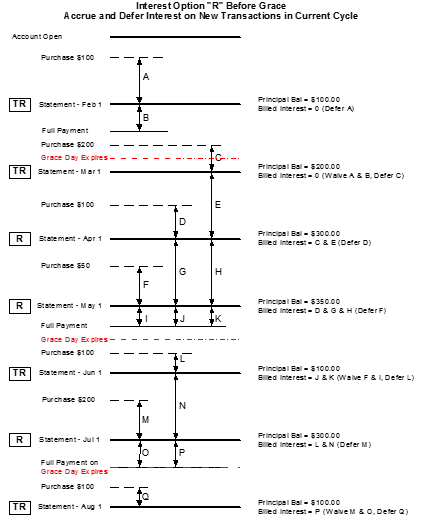 Interest Option "R" Before Grace
Accrue and Defer Interest on New Transactions in Current Cycle
Account Open
Purchase $100
A
TR Statement - Feb 1
Principal Bal = $100.00
Billed Interest = 0 (Defer A)
B
Full Payment
Purchase $200
Grace Day Expires
C
TR Statement - Mar 1
Principal Bal = $200.00
Billed Interest = 0 (Waive A & B, Defer C)
E
Purchase $100
D
R Statement - Apr 1
Principal Bal = $300.00
Billed Interest = C & E (Defer D)
G H
Purchase $50
F
R Statement - May 1
Principal Bal = $350.00
Billed Interest = D & G & H (Defer F)
I J K
Full Payment
Grace Day Expires
Purchase $100
L
TR Statement - Jun 1
Principal Bal = $100.00
Billed Interest = J & K (Waive F & I, Defer L)
N
Purchase $200
M
R Statement - Jul 1
Principal Bal = $300.00
Billed Interest = L & N (Defer M)
O P
Full Payment on
Grace Day Expires
Purchase $100
Q
TR Statement - Aug 1
Principal Bal = $100.00
Billed Interest = P (Waive M & O, Defer Q)